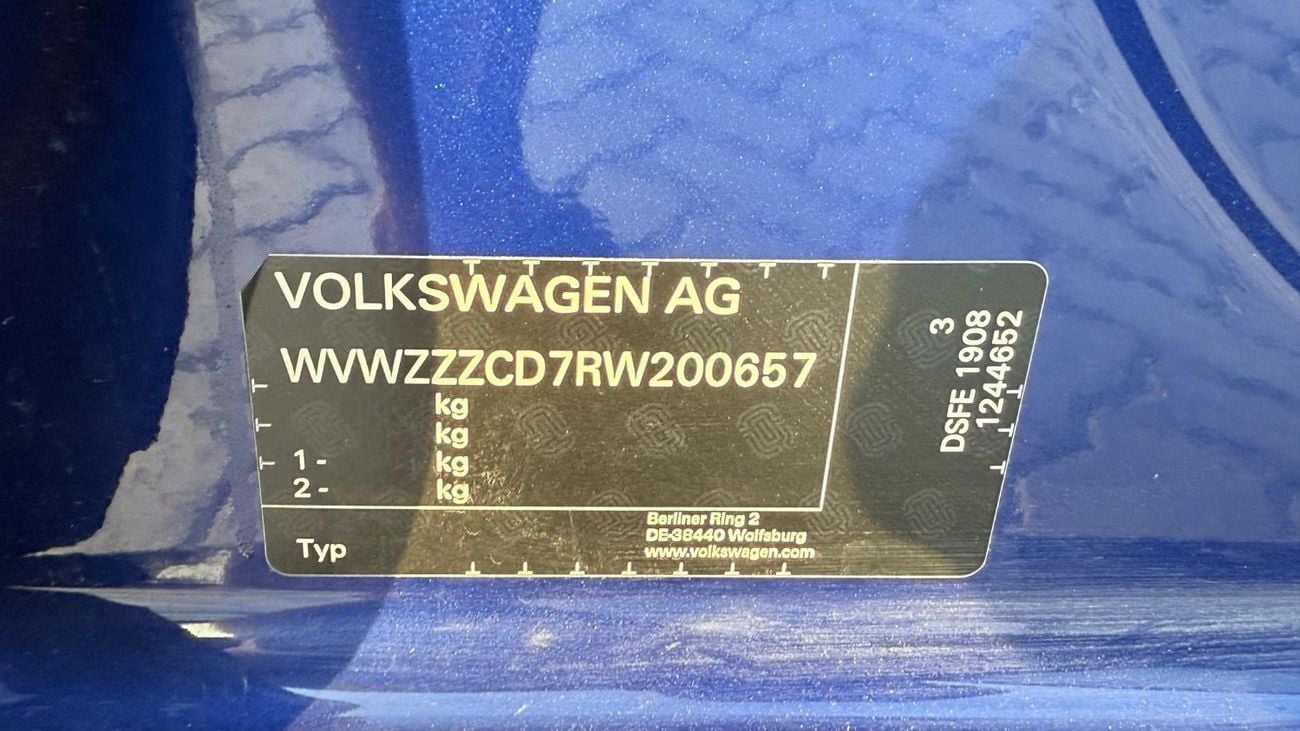 VOLKSWAGEN AG
WVWZZZCD7RW200657
kg
kg
1 - kg
2 - kg
Typ
Berliner Ring 2
DE-38440 Wolfsburg
www.volkswagen.com
3
DSFE 1908
1244652